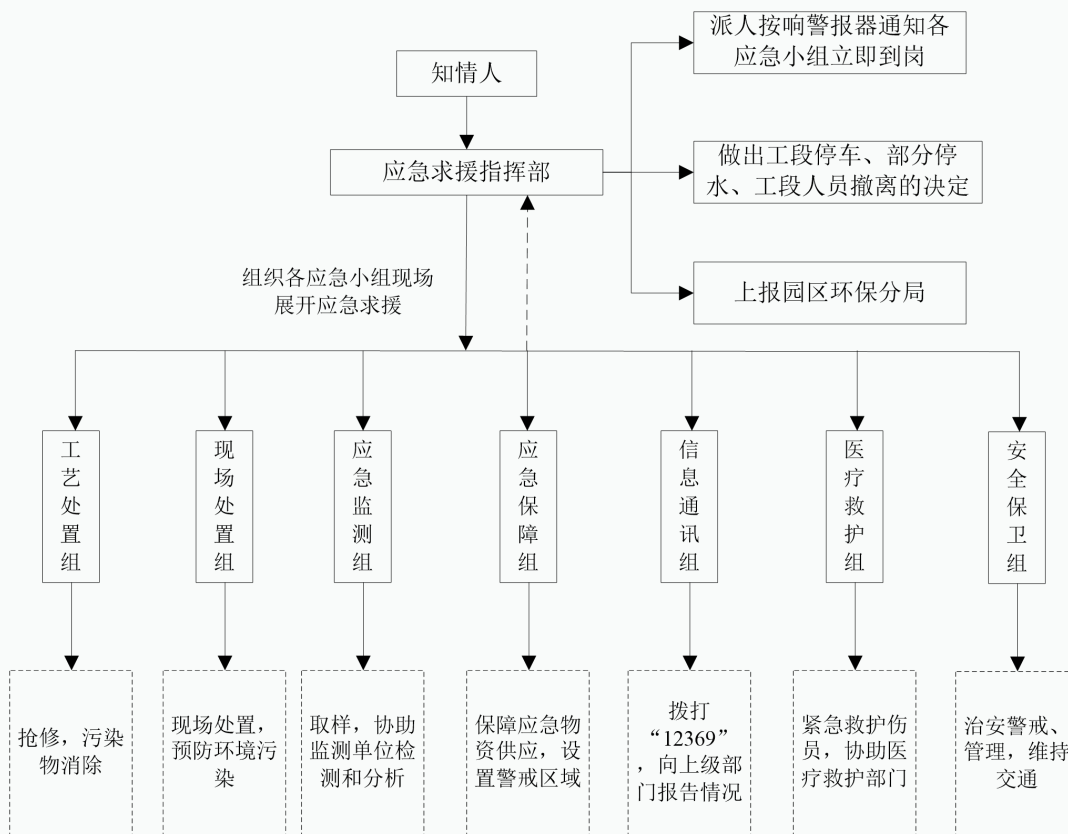 派人按响警报器通知各
应急小组立即到岗
知情人
应急求援指挥部
做出工段停车、部分停
水、工段人员撤离的决定
组织各应急小组现场
展开应急求援
上报园区环保分局
工艺处置组
现场处置组
应急监测组
应急保障组
信息通讯组
医疗救护组
安全保卫组
抢修，污染
物消除
现场处置，
预防环境污
染
取样，协助
监测单位检
测和分析
保障应急物
资供应，设
置警戒区域
拨打
“12369”
，向上级部
门报告情况
紧急救护伤
员，协助医
疗救护部门
治安警戒、
管理，维持
交通